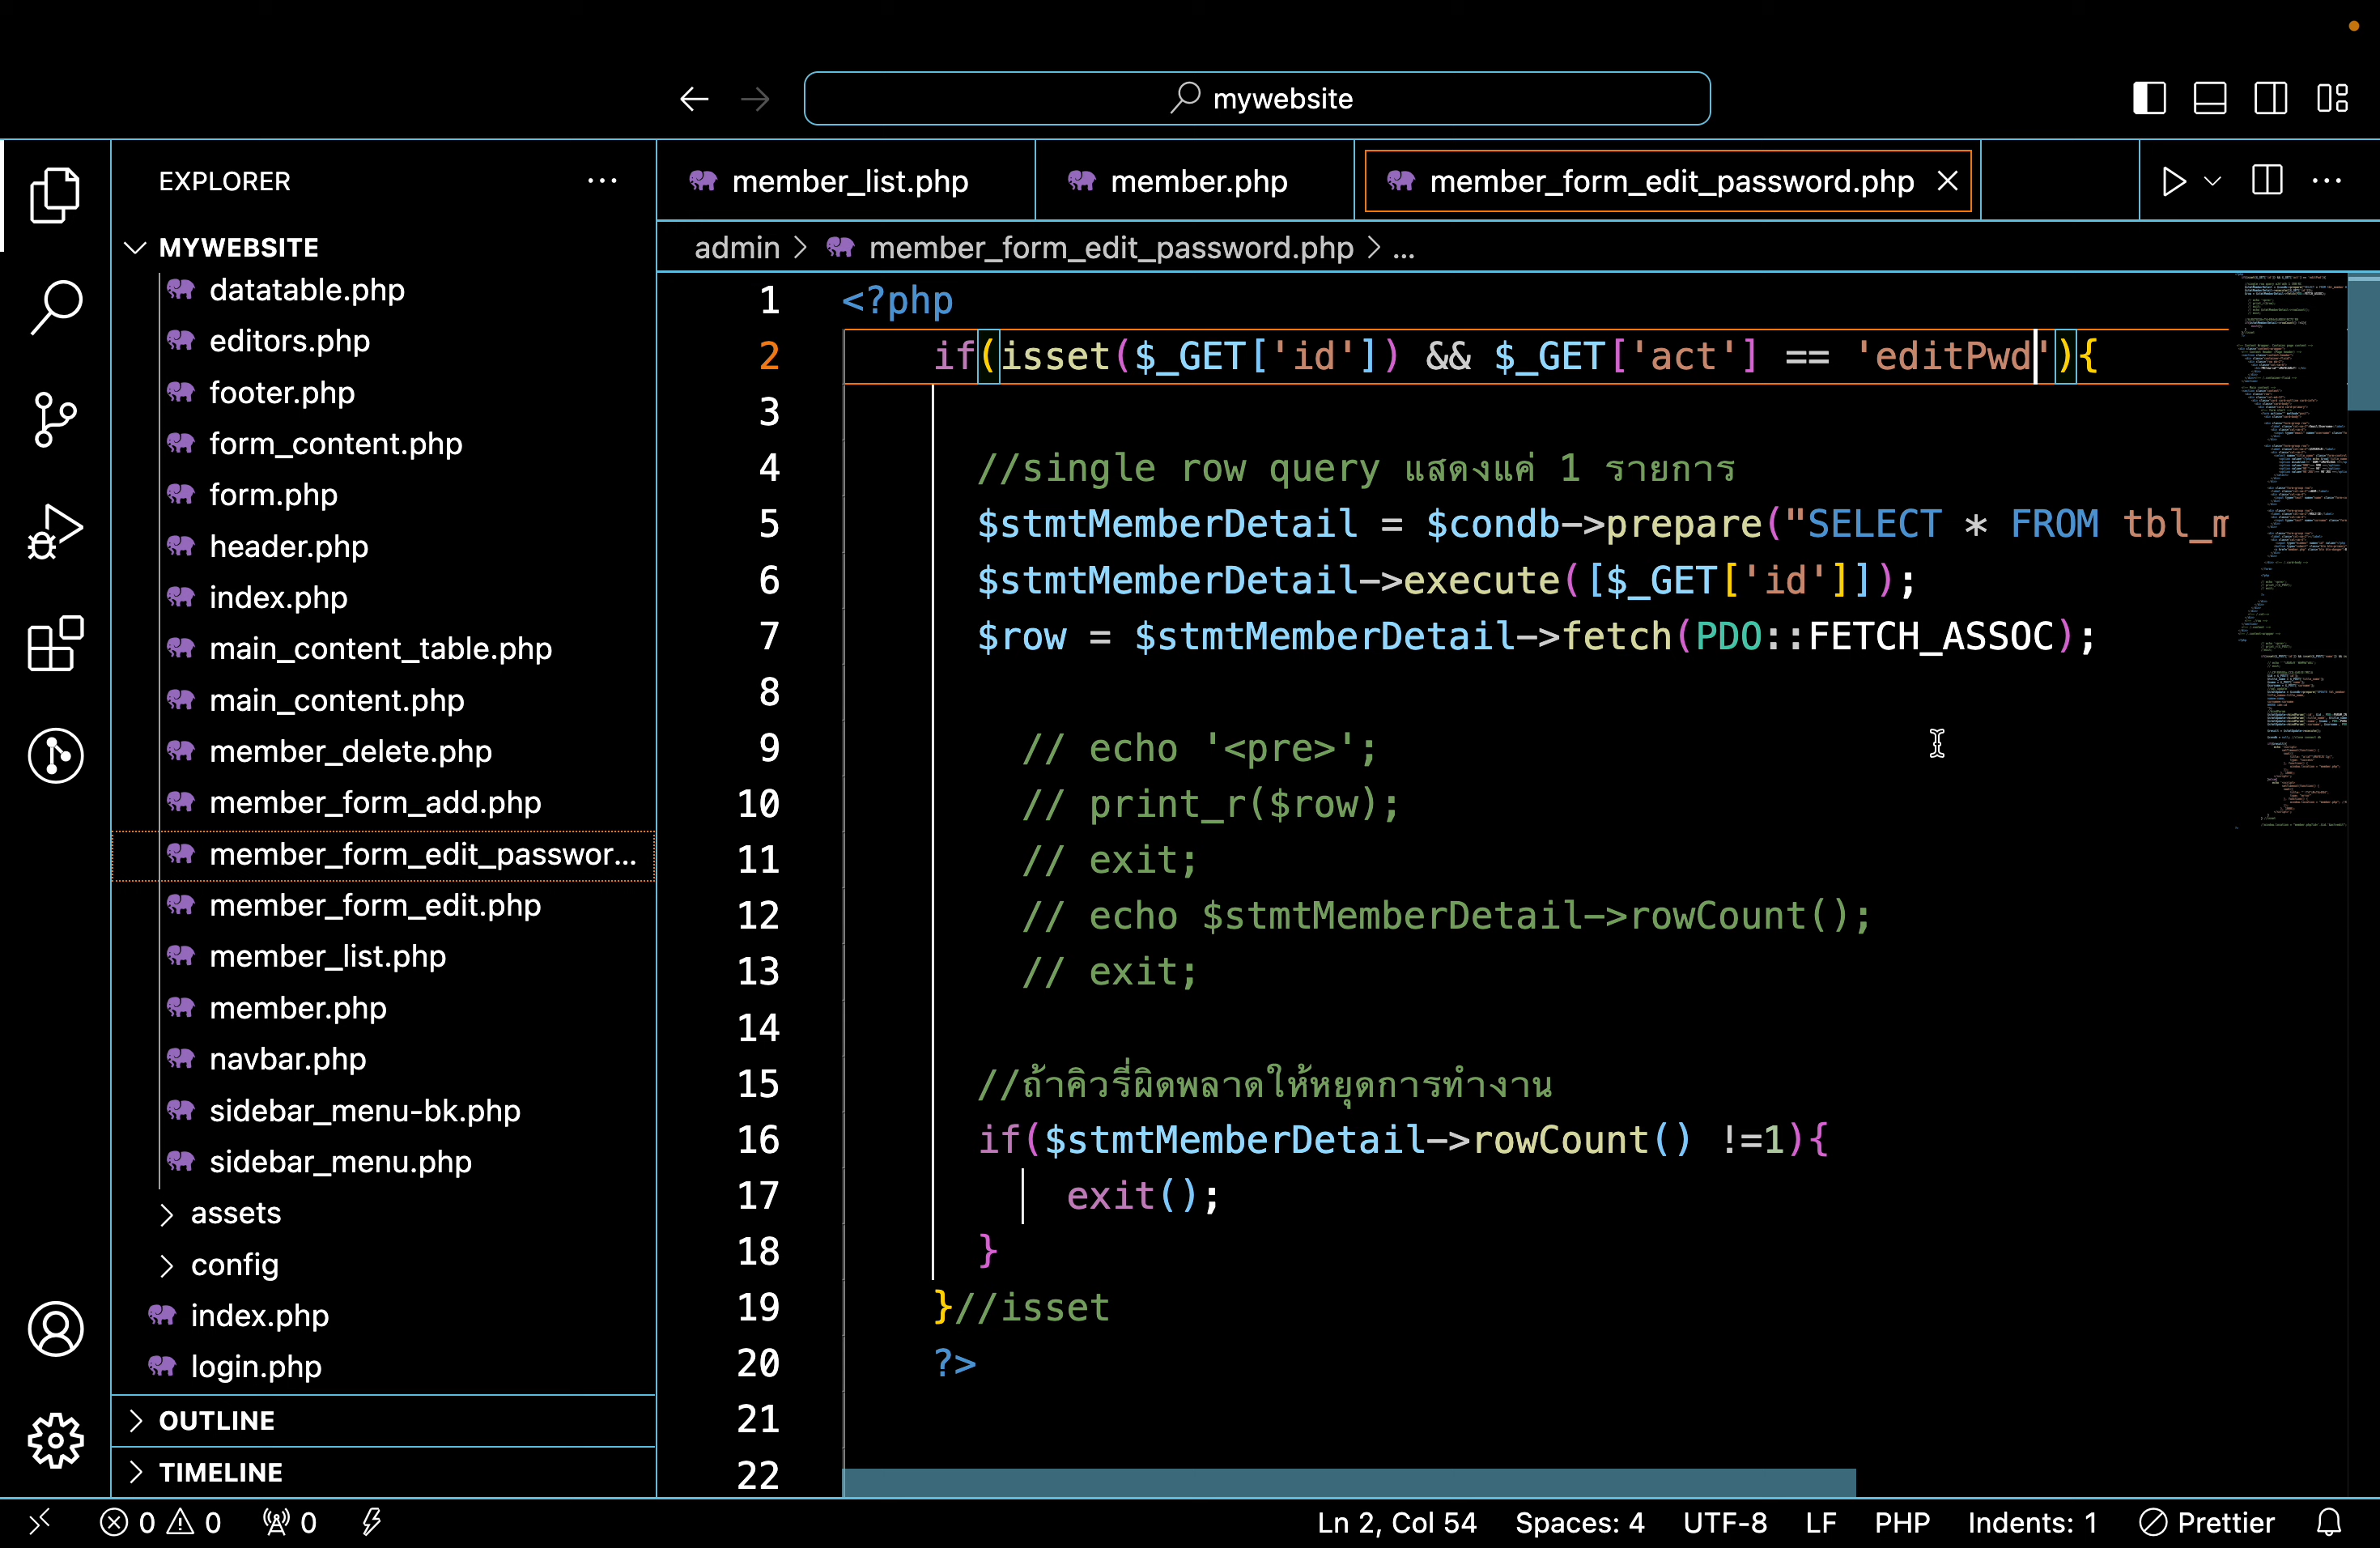 mywebsite
EXPLORER
MYWEBSITE
datatable.php
editors.php
footer.php
form_content.php
form.php
header.php
index.php
main_content_table.php
main_content.php
member_delete.php
member_form_add.php
member_form_edit_passwor...
member_form_edit.php
member_list.php
member.php
navbar.php
sidebar_menu-bk.php
sidebar_menu.php
assets
config
index.php
login.php
OUTLINE
TIMELINE
member_list.php
member.php
member_form_edit_password.php
admin > member_form_edit_password.php > ...
1 <?php
2 if(isset($_GET['id']) && $_GET['act'] == 'editPwd'){
3
4 //single row query แสดงแค่ 1 รายการ
5 $stmtMemberDetail = $condb->prepare("SELECT * FROM tbl_m
6 $stmtMemberDetail->execute([$_GET['id']]);
7 $row = $stmtMemberDetail->fetch(PDO::FETCH_ASSOC);
8
9 // echo '<pre>';
10 // print_r($row);
11 // exit;
12 // echo $stmtMemberDetail->rowCount();
13 // exit;
14
15 //ถ้าคิวรี่ผิดพลาดให้หยุดการทำงาน
16 if($stmtMemberDetail->rowCount() !=1){
17 exit();
18 }
19 }//isset
20 ?>
21
22
0 0 0
Ln 2, Col 54 Spaces: 4 UTF-8 LF PHP Indents: 1 Prettier